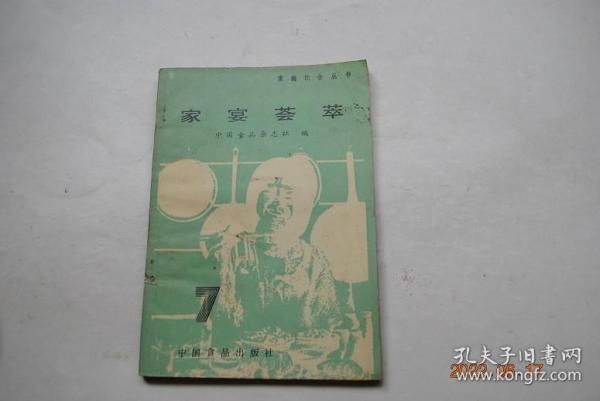 家庭饮食丛书
家宴荟萃
中国食品杂志社 编
7
中国食品出版社
孔夫子旧书网
www.kongfz.com